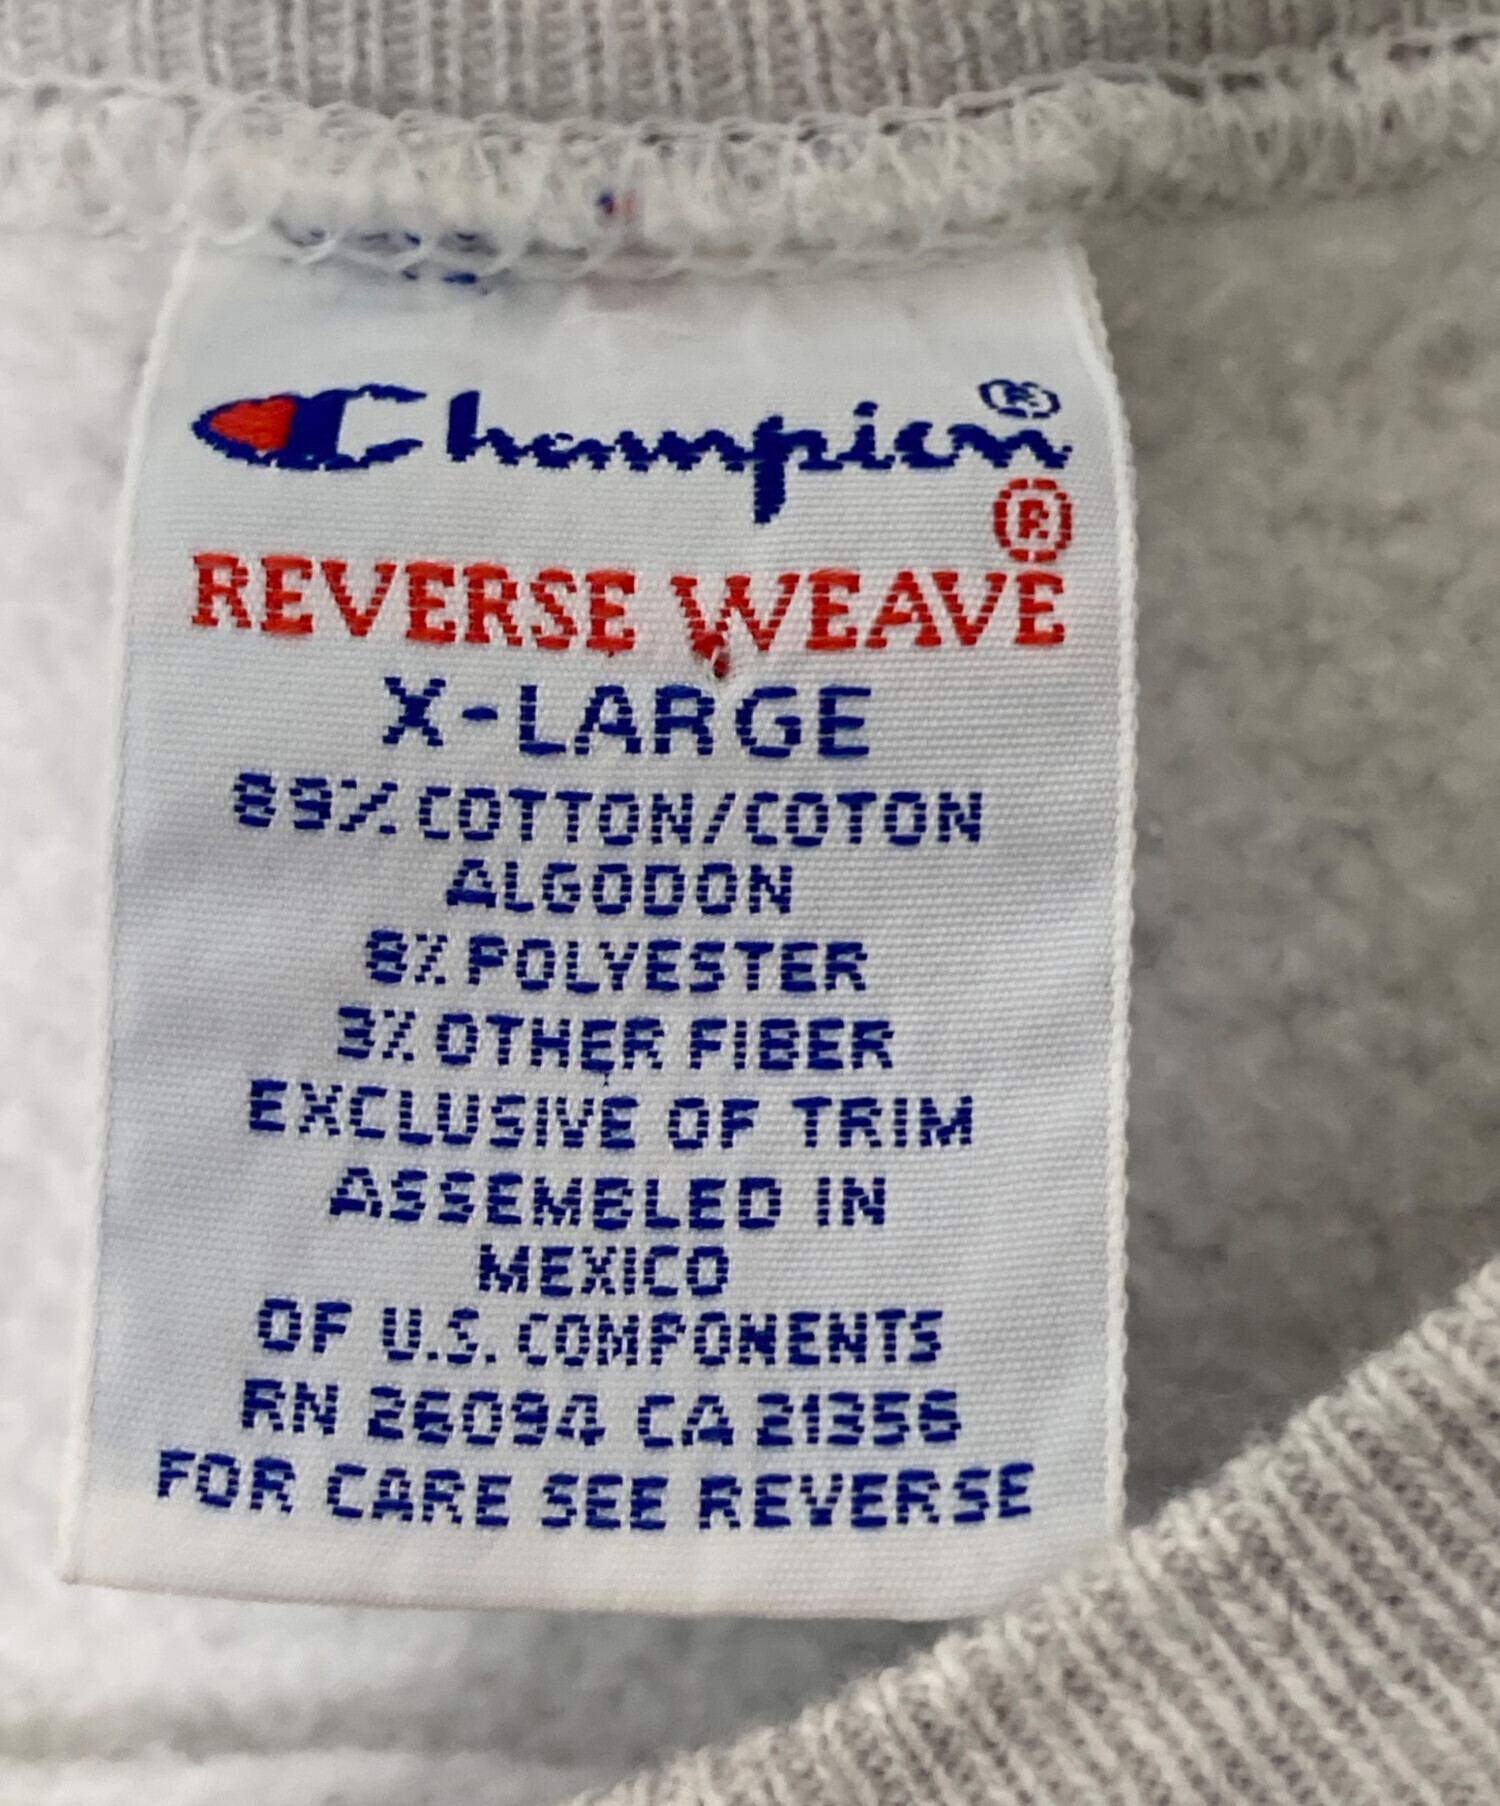 Champion®
®
REVERSE WEAVE
X-LARGE
89% COTTON/COTON
ALGODON
8% POLYESTER
3% OTHER FIBER
EXCLUSIVE OF TRIM
ASSEMBLED IN
MEXICO
OF U.S. COMPONENTS
RN 26094 CA 21356
FOR CARE SEE REVERSE